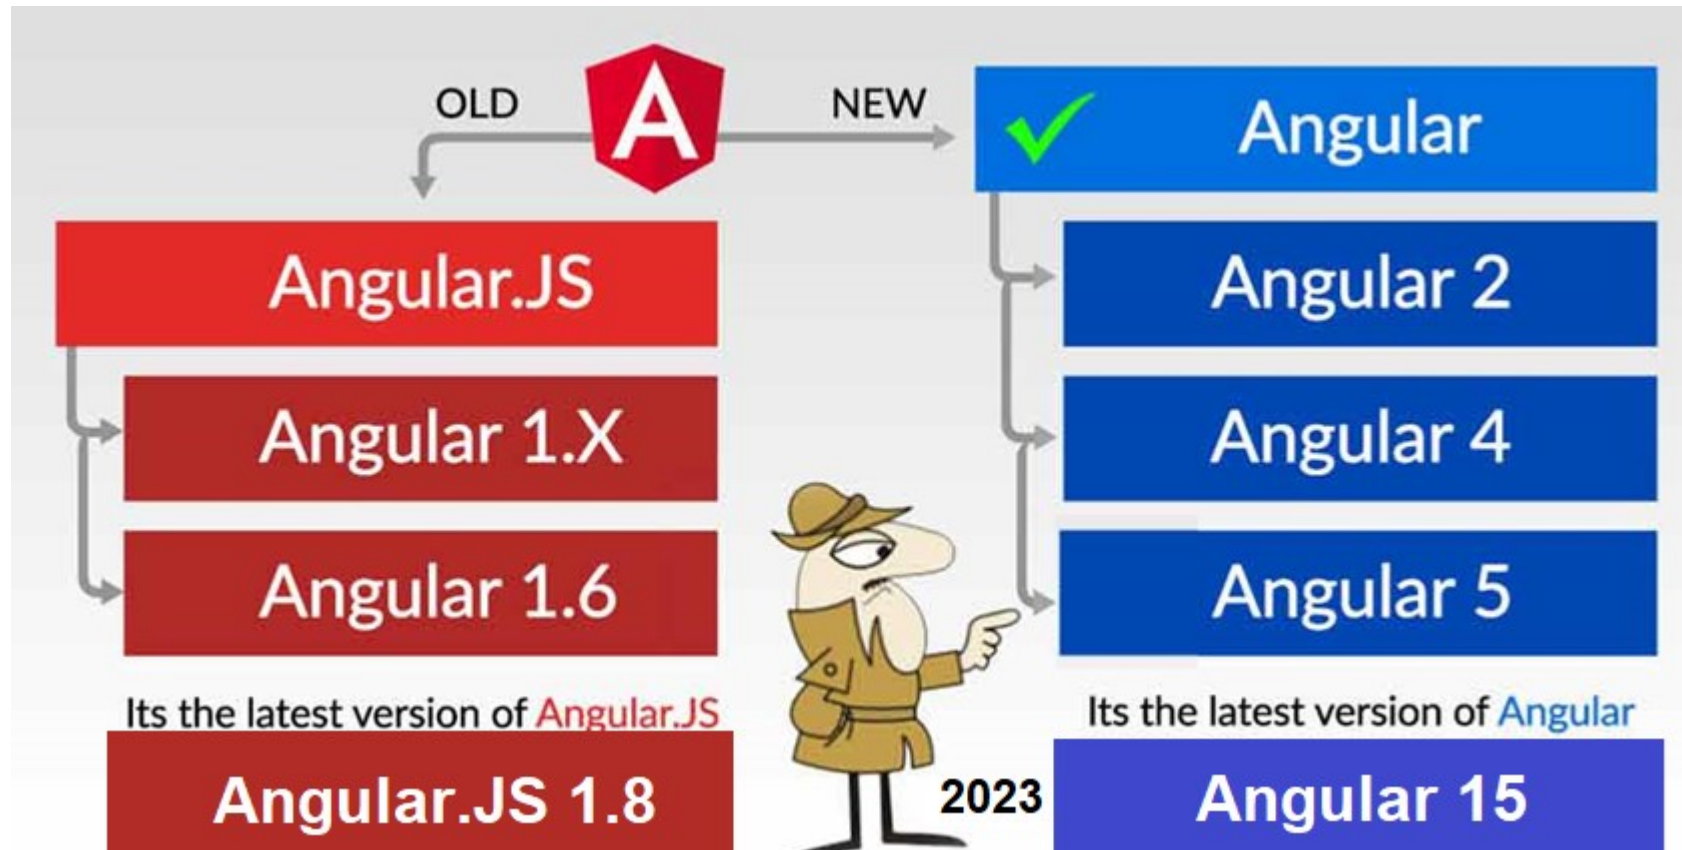 OLD
A
NEW
Angular
Angular.JS
Angular 2
Angular 1.X
Angular 4
Angular 1.6
Angular 5
Its the latest version of Angular.JS
Its the latest version of Angular
Angular.JS 1.8
2023
Angular 15